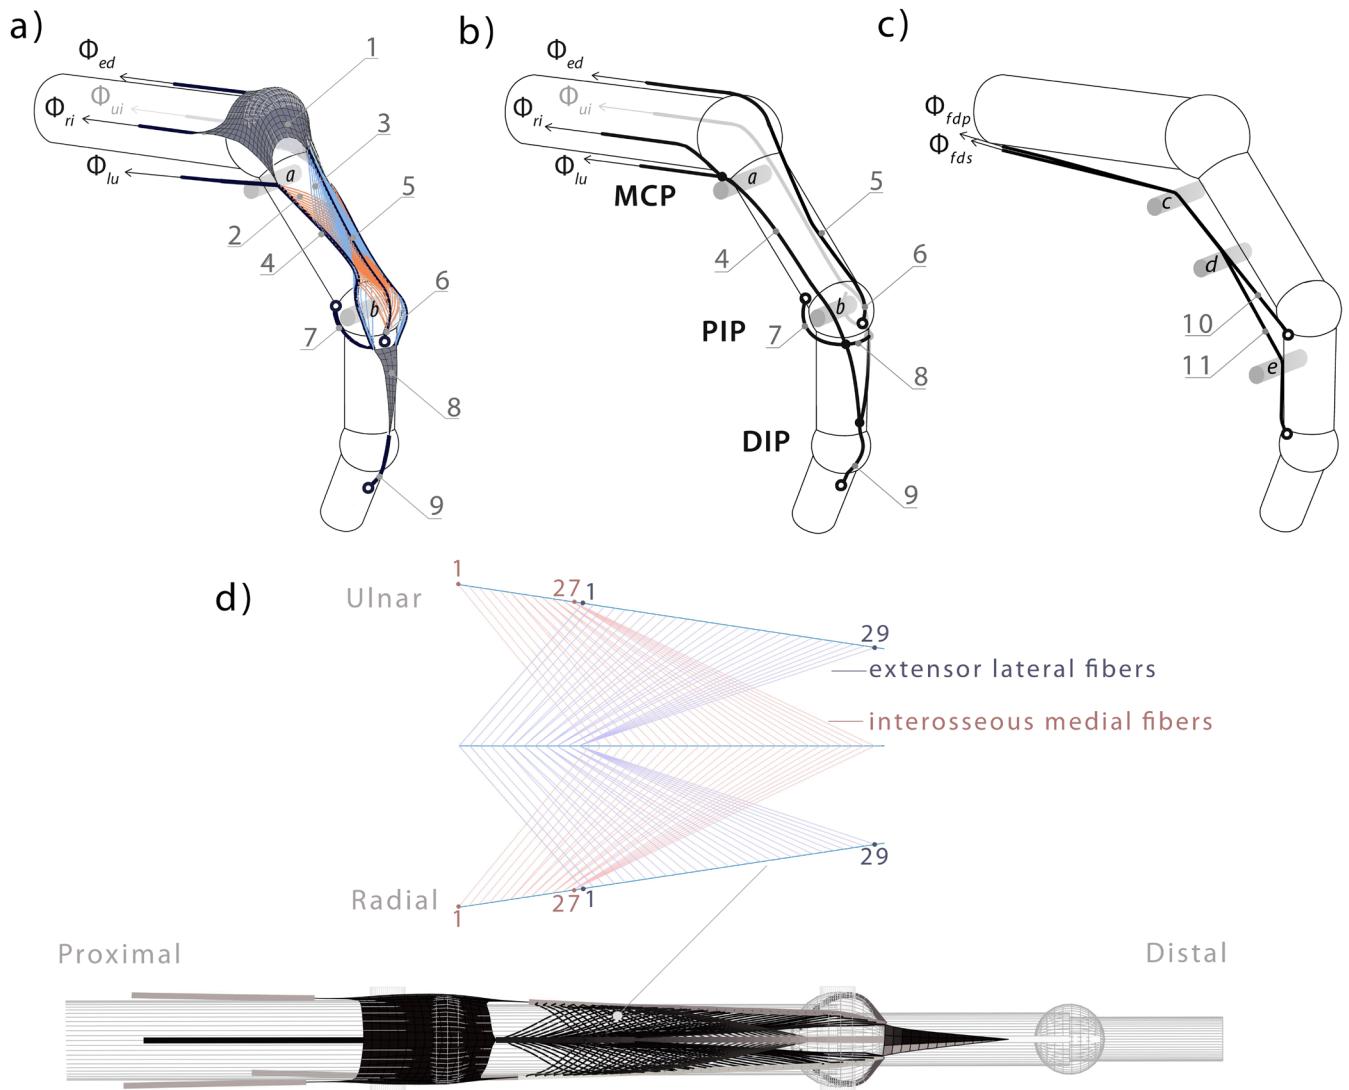 a)
Φed
Φui
Φri
Φlu
1
3
a
5
2
4
6
b
7
8
9
b)
Φed
Φui
Φri
Φlu
a
MCP
5
4
6
b
PIP
7
8
DIP
9
c)
Φfdp
Φfds
c
d
10
11
e
d)
Ulnar
1
27 1
29
extensor lateral fibers
interosseous medial fibers
29
Radial
1
27 1
Proximal
Distal